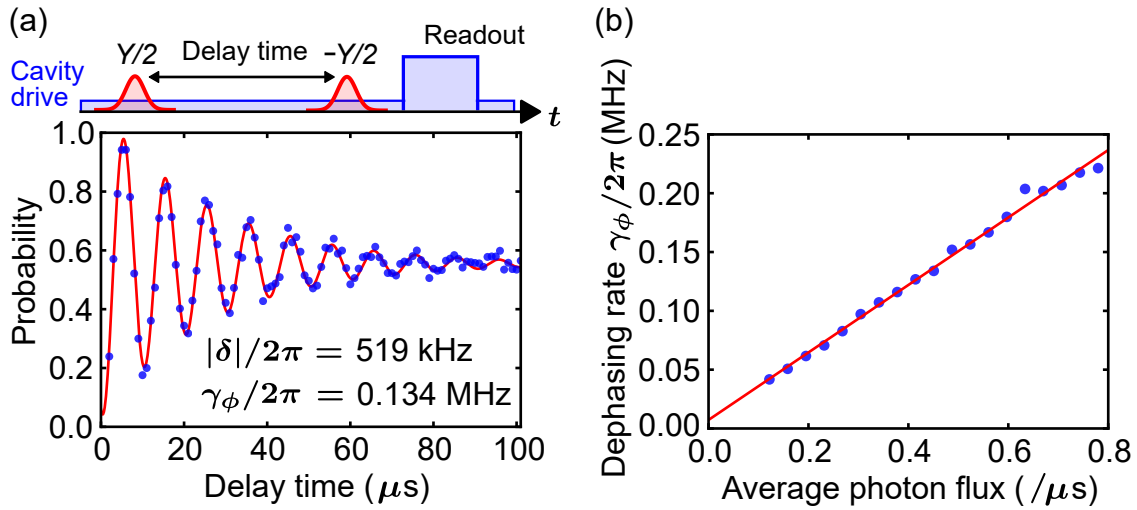 (a)
Y/2 Delay time −Y/2 Readout
Cavity
drive
t
1.0
0.8
0.6
0.4
0.2
0.0
Probability
|δ|/2π = 519 kHz
γϕ/2π = 0.134 MHz
0 20 40 60 80 100
Delay time (μs)
(b)
0.25
0.20
0.15
0.10
0.05
0.00
Dephasing rate γϕ/2π (MHz)
0.0 0.2 0.4 0.6 0.8
Average photon flux ( /μs)